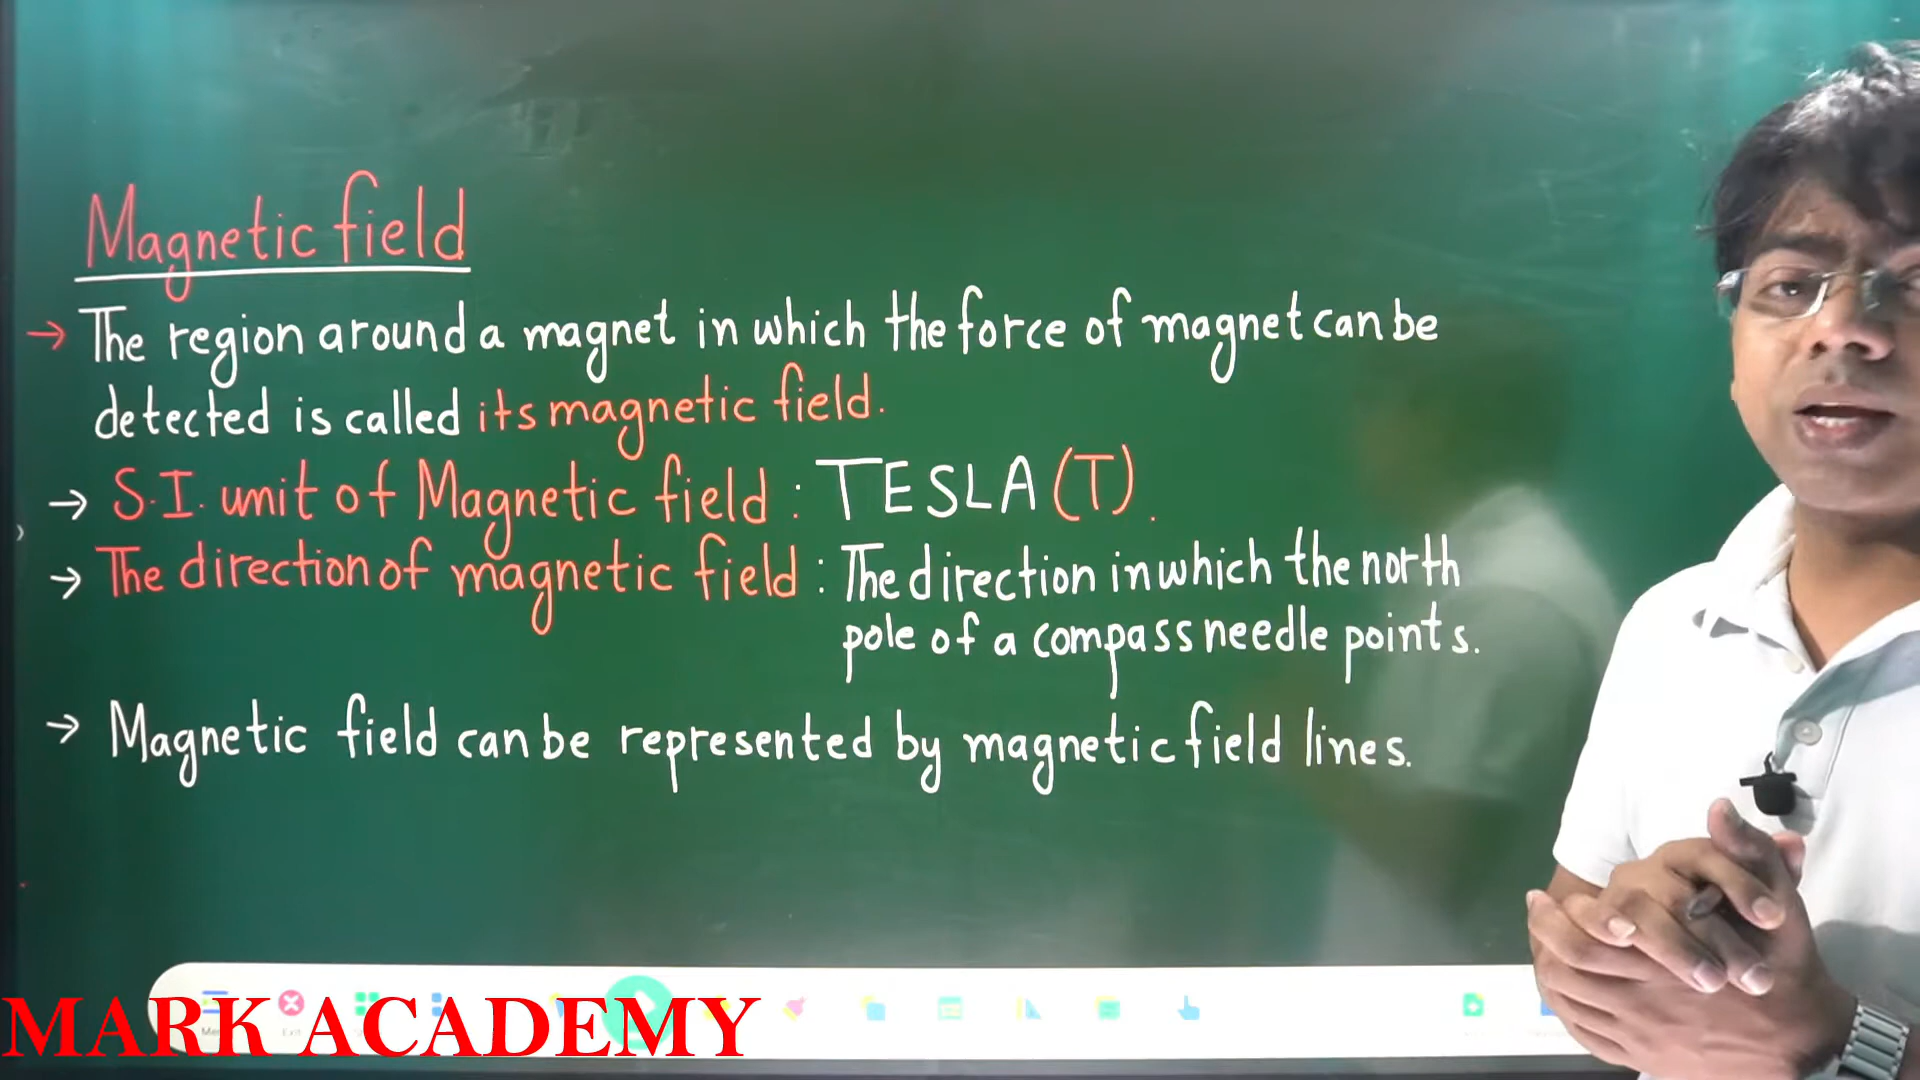 Magnetic field
→ The region around a magnet in which the force of magnet can be
detected is called its magnetic field.
→ S.I. unit of Magnetic field : TESLA (T).
→ The direction of magnetic field : The direction in which the north
pole of a compass needle points.
→ Magnetic field can be represented by magnetic field lines.
MARK ACADEMY